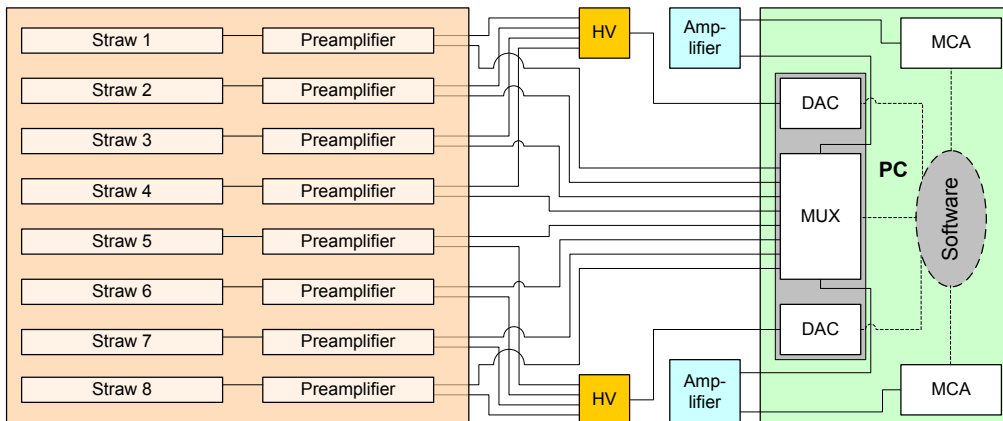 Straw 1
Preamplifier
HV
Amp-
lifier
MCA
Straw 2
Preamplifier
DAC
Straw 3
Preamplifier
PC
Straw 4
Preamplifier
MUX
Software
Straw 5
Preamplifier
Straw 6
Preamplifier
DAC
Straw 7
Preamplifier
Straw 8
Preamplifier
HV
Amp-
lifier
MCA